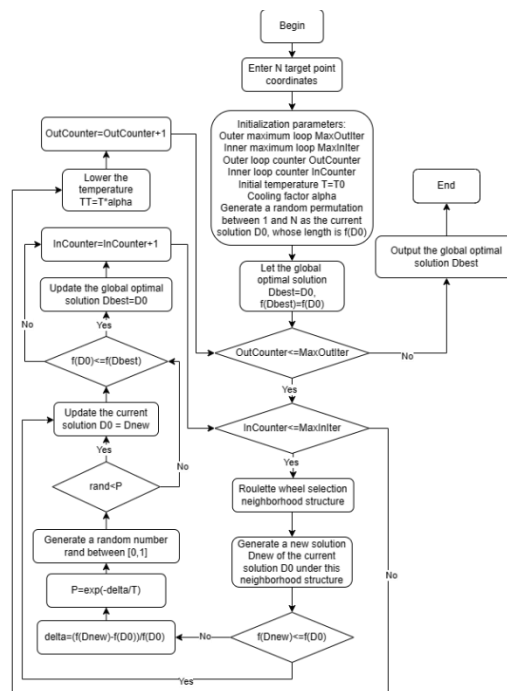 Begin
Enter N target point
coordinates
Initialization parameters:
Outer maximum loop MaxOutIter
Inner maximum loop MaxInIter
Outer loop counter OutCounter
Inner loop counter InCounter
Initial temperature T=T0
Cooling factor alpha
Generate a random permutation
between 1 and N as the current
solution D0, whose length is f(D0)
Let the global
optimal solution
Dbest=D0,
f(Dbest)=f(D0)
OutCounter<=MaxOutIter
No
Output the global optimal
solution Dbest
End
Yes
InCounter<=MaxInIter
No
Yes
Roulette wheel selection
neighborhood structure
Generate a new solution
Dnew of the current
solution D0 under this
neighborhood structure
f(Dnew)<=f(D0)
Yes
No
delta=(f(Dnew)-f(D0))/f(D0)
P=exp(-delta/T)
Generate a random number
rand between [0,1]
rand<P
No
Yes
Update the current
solution D0 = Dnew
f(D0)<=f(Dbest)
No
Yes
Update the global optimal
solution Dbest=D0
InCounter=InCounter+1
Lower the
temperature
TT=T*alpha
OutCounter=OutCounter+1